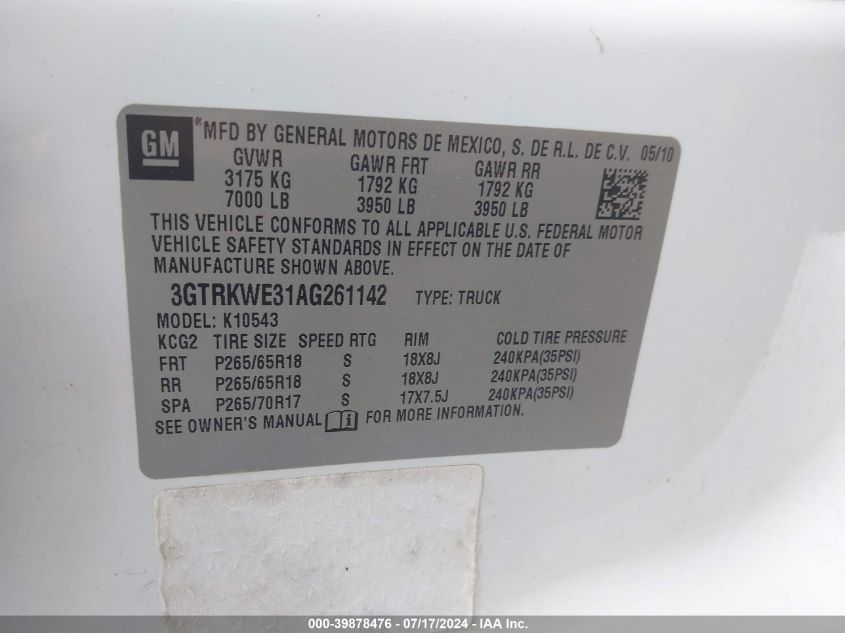 GM ®MFD BY GENERAL MOTORS DE MEXICO, S. DE R.L. DE C.V. 05/10
GVWR GAWR FRT GAWR RR
3175 KG 1792 KG 1792 KG
7000 LB 3950 LB 3950 LB
THIS VEHICLE CONFORMS TO ALL APPLICABLE U.S. FEDERAL MOTOR
VEHICLE SAFETY STANDARDS IN EFFECT ON THE DATE OF
MANUFACTURE SHOWN ABOVE.
3GTRKWE31AG261142 TYPE: TRUCK
MODEL: K10543
KCG2 TIRE SIZE SPEED RTG RIM COLD TIRE PRESSURE
FRT P265/65R18 S 18X8J 240KPA(35PSI)
RR P265/65R18 S 18X8J 240KPA(35PSI)
SPA P265/70R17 S 17X7.5J 240KPA(35PSI)
SEE OWNER'S MANUAL i FOR MORE INFORMATION.
000-39878476 - 07/17/2024 - IAA Inc.